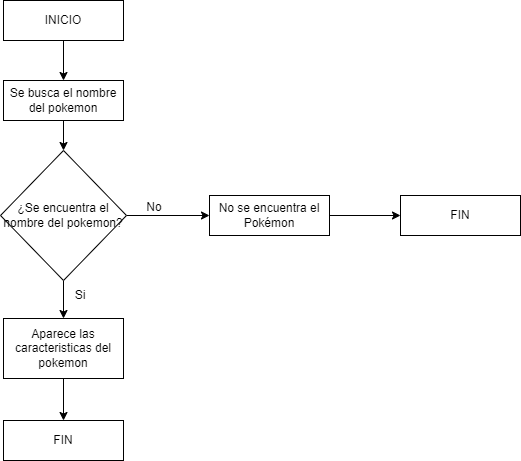 INICIO
Se busca el nombre
del pokemon
¿Se encuentra el
nombre del pokemon?
No
No se encuentra el
Pokémon
FIN
Si
Aparece las
caracteristicas del
pokemon
FIN